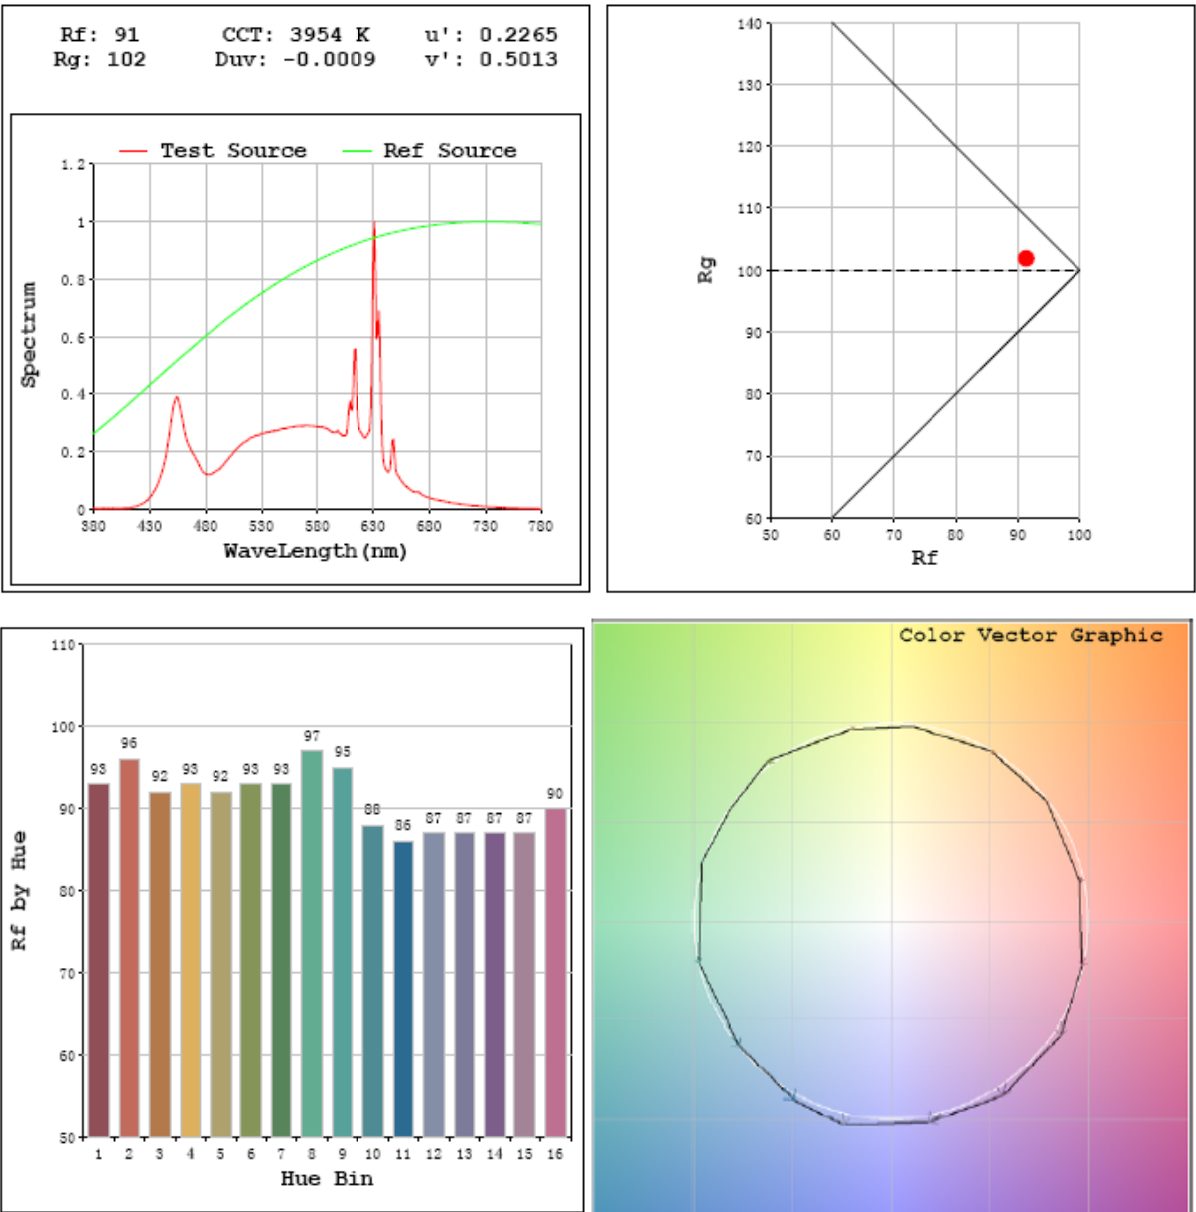 Rf: 91 CCT: 3954 K u': 0.2265
Rg: 102 Duv: -0.0009 v': 0.5013
Test Source Ref Source
1.2
1
0.8
0.6
0.4
0.2
0
Spectrum
380 430 480 530 580 630 680 730 780
WaveLength(nm)
140
130
120
110
100
90
80
70
60
Rg
50 60 70 80 90 100
Rf
110
100
90
80
70
60
50
Rf by Hue
93 96 92 93 92 93 93 97 95 88 86 87 87 87 87 90
1 2 3 4 5 6 7 8 9 10 11 12 13 14 15 16
Hue Bin
Color Vector Graphic